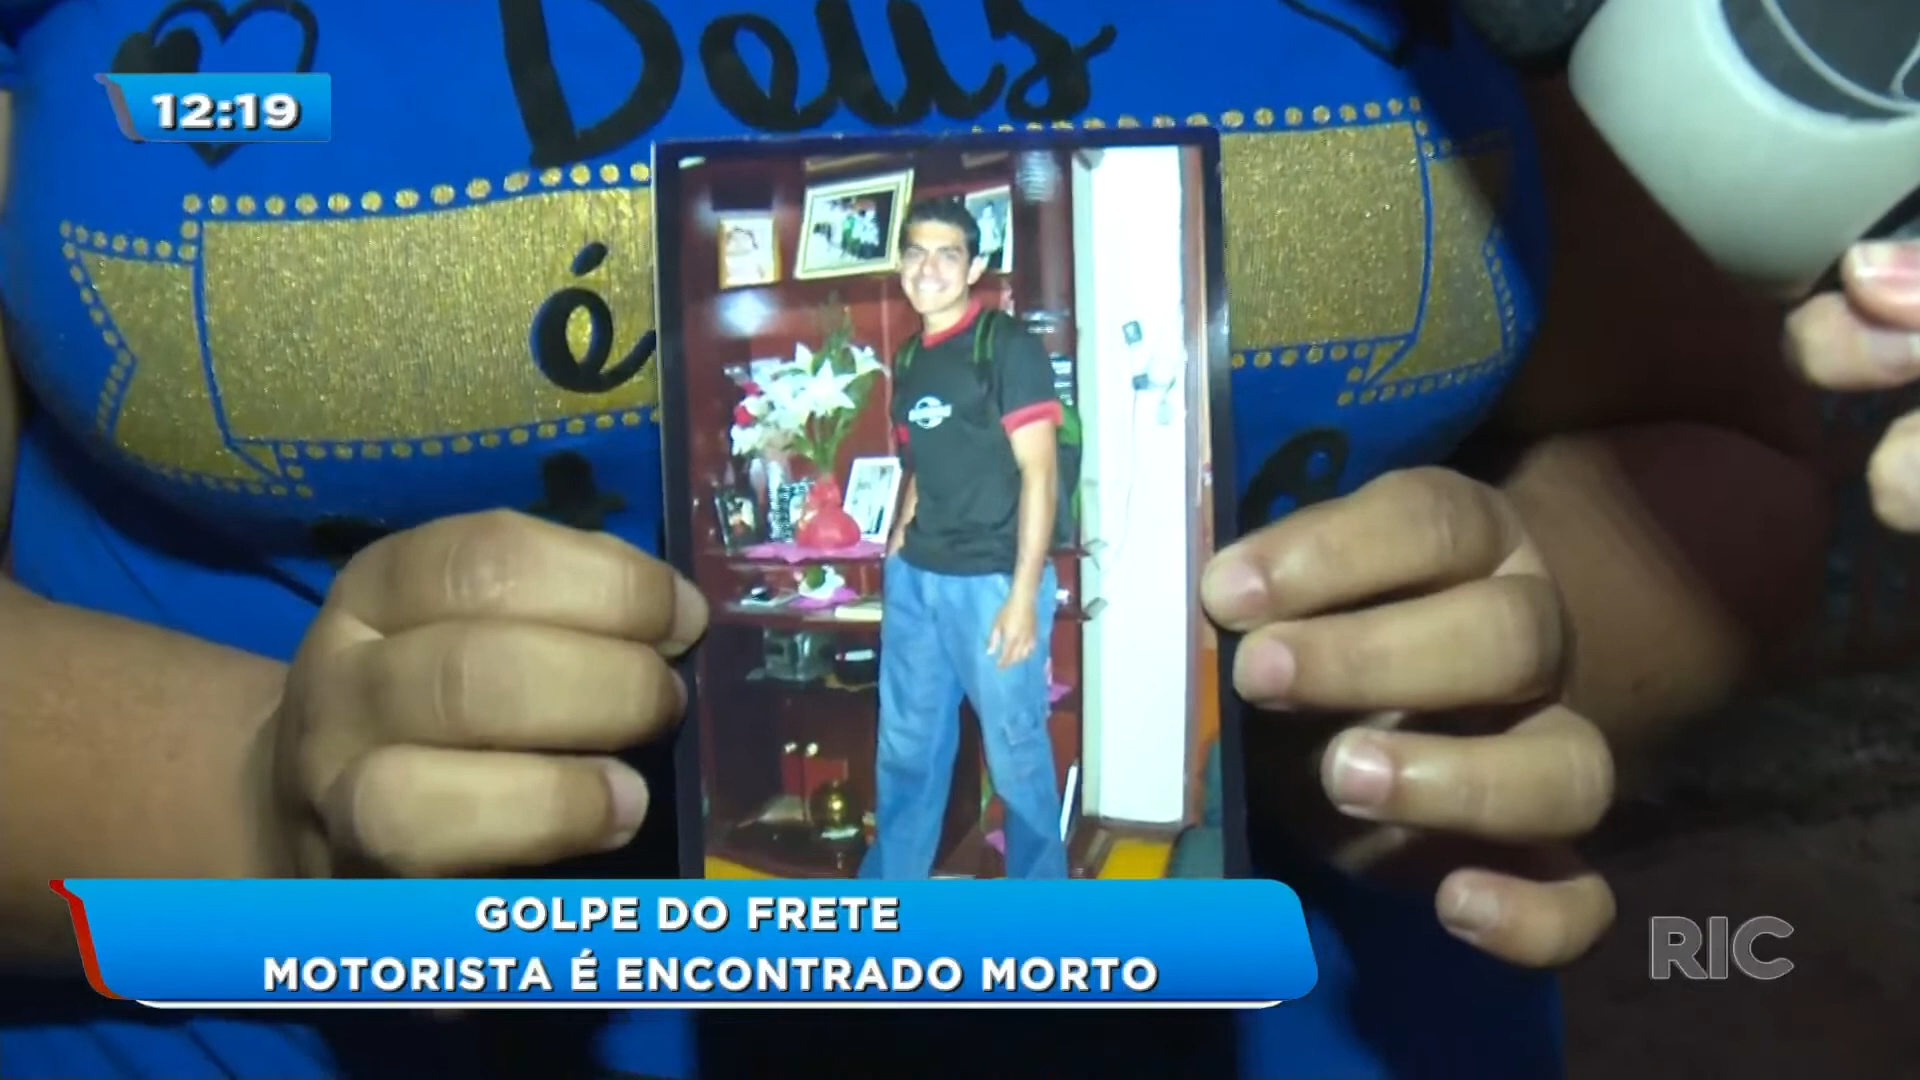 Deus
12:19
é
GOLPE DO FRETE
MOTORISTA É ENCONTRADO MORTO
RIC